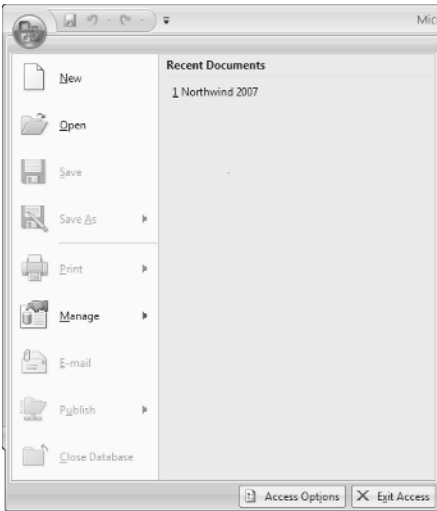 Mic
New
Open
Save
Save As
Print
Manage
E-mail
Publish
Close Database
Recent Documents
1 Northwind 2007
Access Options
Exit Access